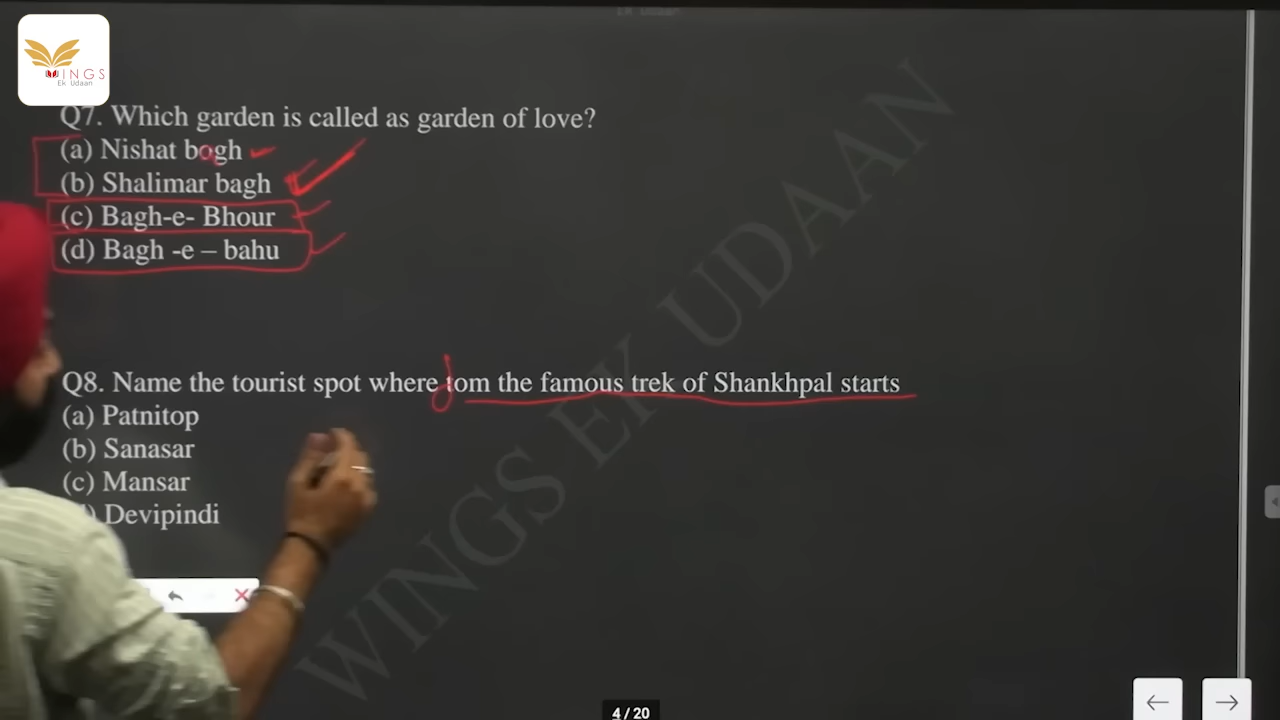 WINGS
Ek Udaan
Q7. Which garden is called as garden of love?
(a) Nishat bagh
(b) Shalimar bagh
(c) Bagh-e- Bhour
(d) Bagh -e – bahu
Q8. Name the tourist spot where from the famous trek of Shankhpal starts
(a) Patnitop
(b) Sanasar
(c) Mansar
Devipindi
WINGS EK UDAAN
4 / 20